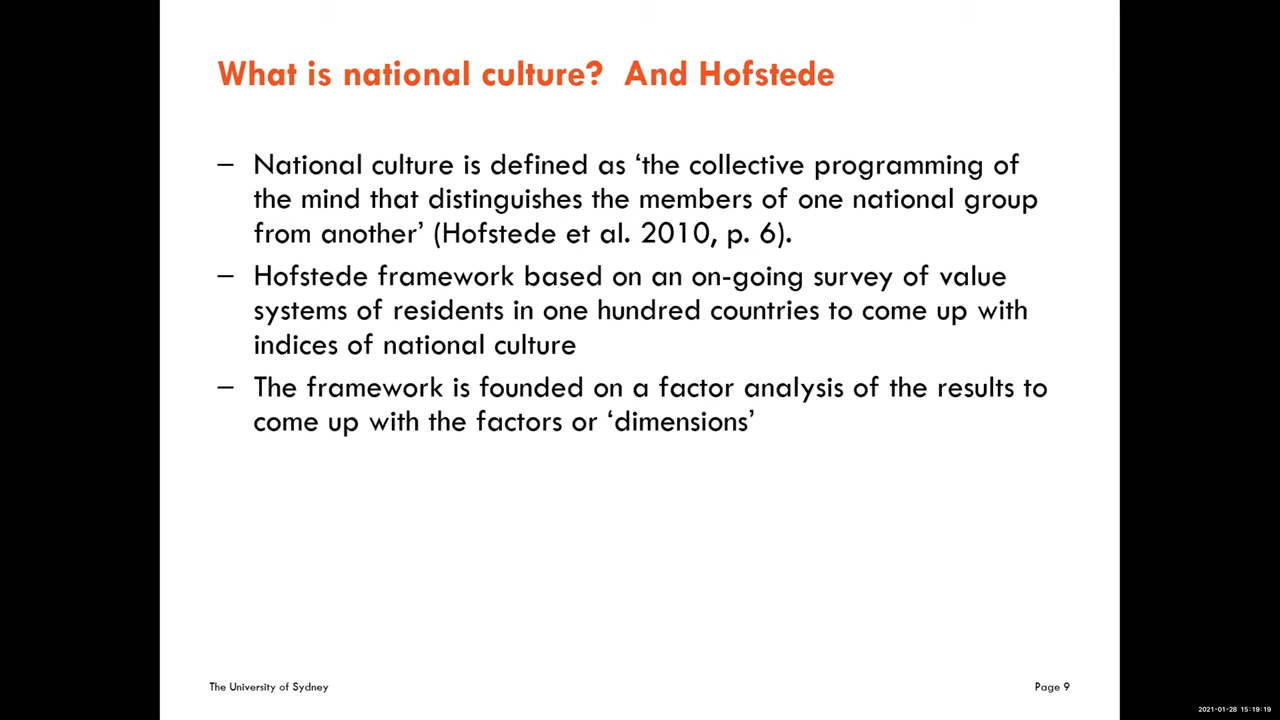 What is national culture?  And Hofstede
– National culture is defined as ‘the collective programming of
the mind that distinguishes the members of one national group
from another’ (Hofstede et al. 2010, p. 6).
– Hofstede framework based on an on-going survey of value
systems of residents in one hundred countries to come up with
indices of national culture
– The framework is founded on a factor analysis of the results to
come up with the factors or ‘dimensions’
The University of Sydney
Page 9
2021-01-28 15:19:19